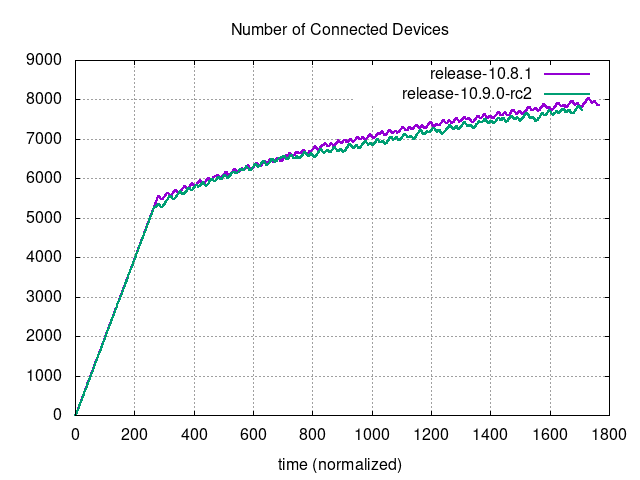 Number of Connected Devices
release-10.8.1
release-10.9.0-rc2
9000
8000
7000
6000
5000
4000
3000
2000
1000
0
0 200 400 600 800 1000 1200 1400 1600 1800
time (normalized)